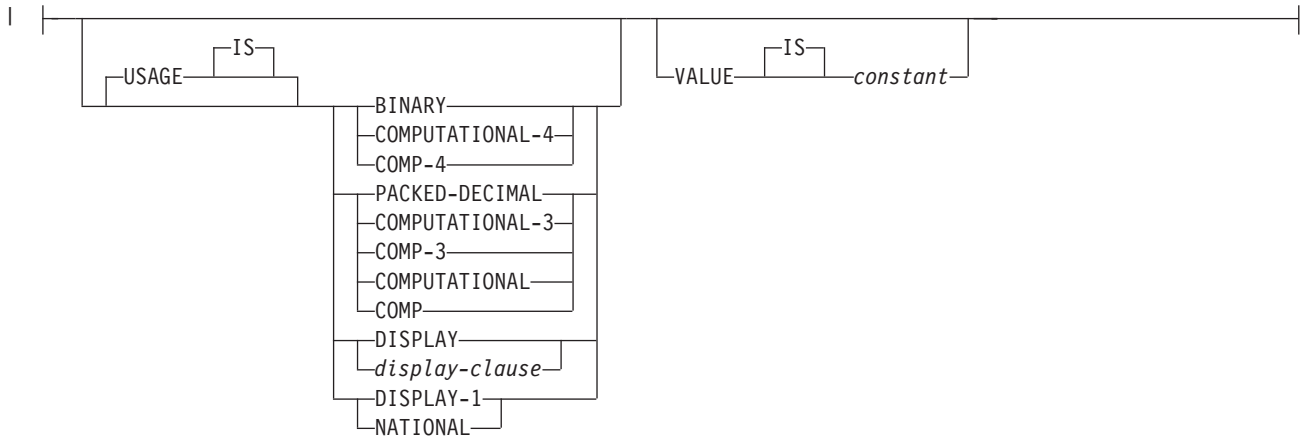 IS IS
USAGE VALUE constant
BINARY
COMPUTATIONAL-4
COMP-4
PACKED-DECIMAL
COMPUTATIONAL-3
COMP-3
COMPUTATIONAL
COMP
DISPLAY
display-clause
DISPLAY-1
NATIONAL